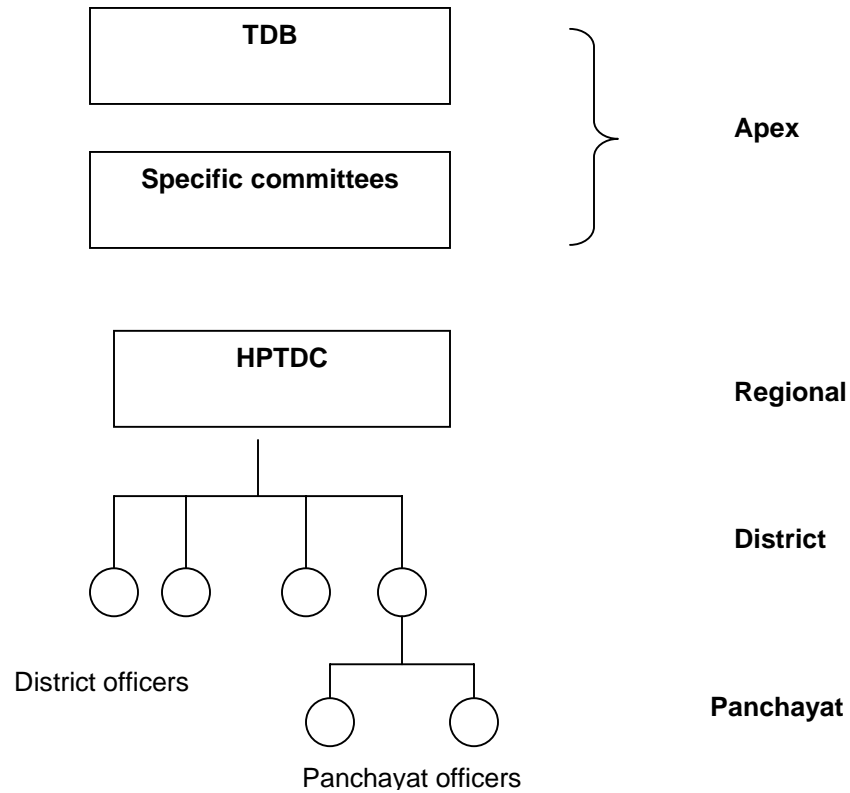 TDB
Apex
Specific committees
HPTDC
Regional
District
District officers
Panchayat
Panchayat officers